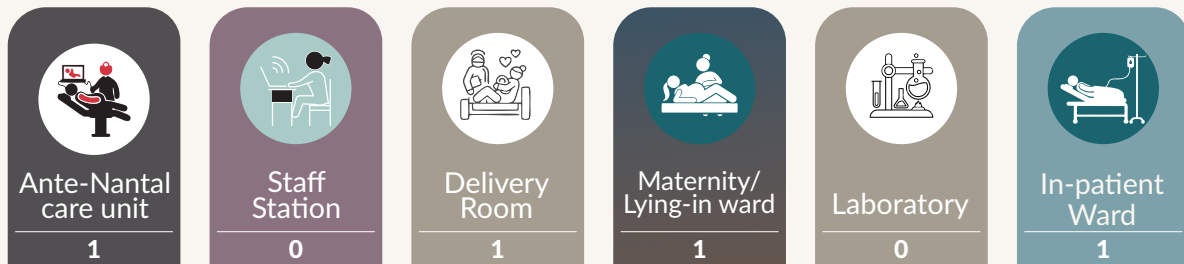 Ante-Nantal
care unit
1
Staff
Station
0
Delivery
Room
1
Maternity/
Lying-in ward
1
Laboratory
0
In-patient
Ward
1